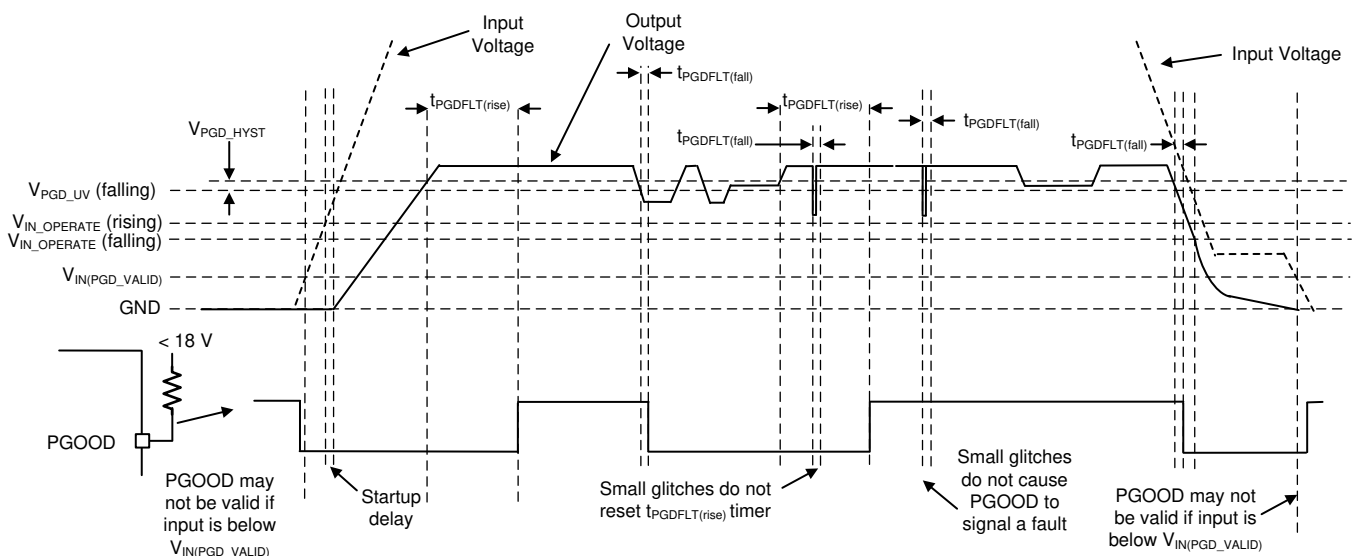 Input
Voltage
Output
Voltage
Input Voltage
tPGDFLT(fall)
tPGDFLT(rise)
tPGDFLT(rise)
tPGDFLT(fall)
tPGDFLT(fall)
tPGDFLT(fall)
VPGD_HYST
VPGD_UV (falling)
VIN_OPERATE (rising)
VIN_OPERATE (falling)
VIN(PGD_VALID)
GND
< 18 V
PGOOD
PGOOD may
not be valid if
input is below
VIN(PGD_VALID)
Startup
delay
Small glitches do not
reset tPGDFLT(rise) timer
Small glitches
do not cause
PGOOD to
signal a fault
PGOOD may not
be valid if input is
below VIN(PGD_VALID)